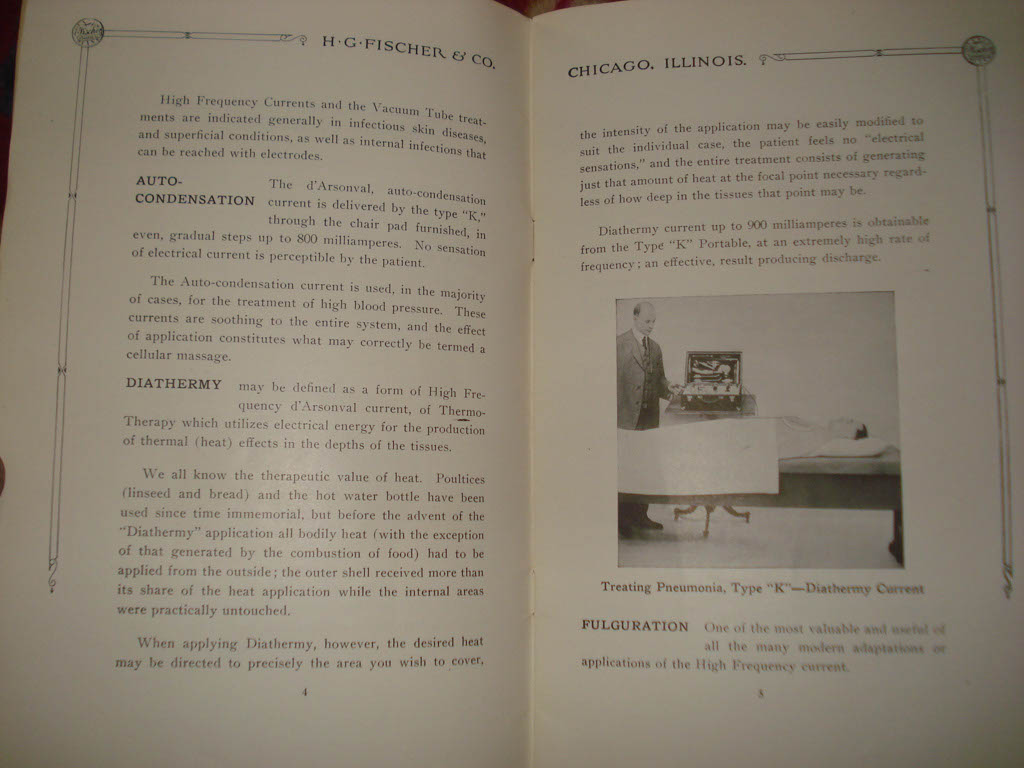 H·G·FISCHER & CO.
High Frequency Currents and the Vacuum Tube treat-
ments are indicated generally in infectious skin diseases,
and superficial conditions, as well as internal infections that
can be reached with electrodes.
AUTO-
CONDENSATION
The d'Arsonval, auto-condensation
current is delivered by the type "K,"
through the chair pad furnished, in
even, gradual steps up to 800 milliamperes. No sensation
of electrical current is perceptible by the patient.
The Auto-condensation current is used, in the majority
of cases, for the treatment of high blood pressure. These
currents are soothing to the entire system, and the effect
of application constitutes what may correctly be termed a
cellular massage.
DIATHERMY may be defined as a form of High Fre-
quency d'Arsonval current, of Thermo-
Therapy which utilizes electrical energy for the production
of thermal (heat) effects in the depths of the tissues.
We all know the therapeutic value of heat. Poultices
(linseed and bread) and the hot water bottle have been
used since time immemorial, but before the advent of the
"Diathermy" application all bodily heat (with the exception
of that generated by the combustion of food) had to be
applied from the outside; the outer shell received more than
its share of the heat application while the internal areas
were practically untouched.
When applying Diathermy, however, the desired heat
may be directed to precisely the area you wish to cover,
4
CHICAGO, ILLINOIS.
the intensity of the application may be easily modified to
suit the individual case, the patient feels no "electrical
sensations," and the entire treatment consists of generating
just that amount of heat at the focal point necessary regard-
less of how deep in the tissues that point may be.
Diathermy current up to 900 milliamperes is obtainable
from the Type "K" Portable, at an extremely high rate of
frequency; an effective, result producing discharge.
Treating Pneumonia, Type "K"—Diathermy Current
FULGURATION One of the most valuable and useful of
all the many modern adaptations or
applications of the High Frequency current.
5